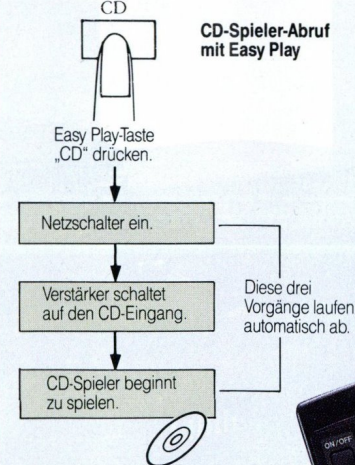 CD
CD-Spieler-Abruf
mit Easy Play
Easy Play-Taste
„CD“ drücken.
Netzschalter ein.
Verstärker schaltet
auf den CD-Eingang.
Diese drei
Vorgänge laufen
automatisch ab.
CD-Spieler beginnt
zu spielen.
ON/OFF